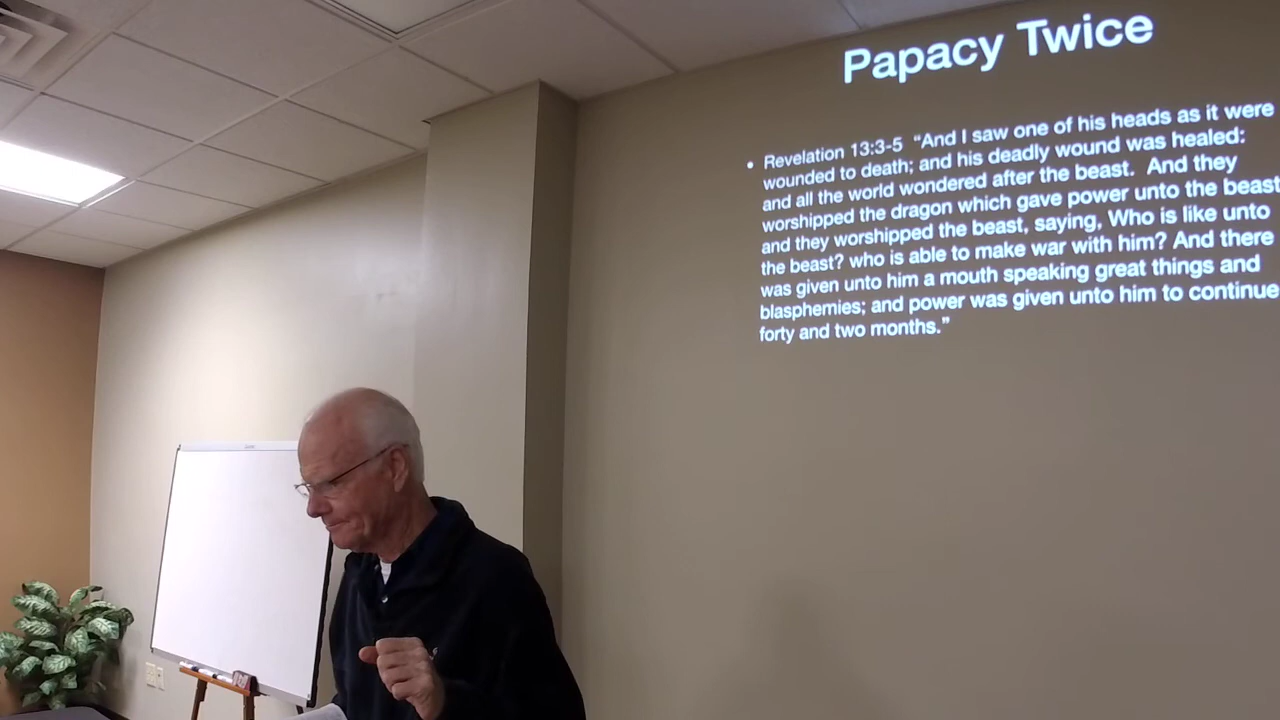 Papacy Twice
• Revelation 13:3-5 “And I saw one of his heads as it were
wounded to death; and his deadly wound was healed:
and all the world wondered after the beast. And they
worshipped the dragon which gave power unto the beast
and they worshipped the beast, saying, Who is like unto
the beast? who is able to make war with him? And there
was given unto him a mouth speaking great things and
blasphemies; and power was given unto him to continue
forty and two months.”